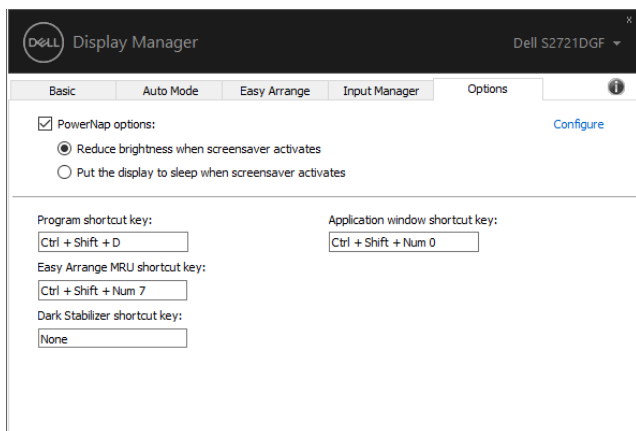 x
DELL Display Manager Dell S2721DGF
Basic Auto Mode Easy Arrange Input Manager Options i
PowerNap options: Configure
Reduce brightness when screensaver activates
Put the display to sleep when screensaver activates
Program shortcut key: Application window shortcut key:
Ctrl + Shift + D Ctrl + Shift + Num 0
Easy Arrange MRU shortcut key:
Ctrl + Shift + Num 7
Dark Stabilizer shortcut key:
None